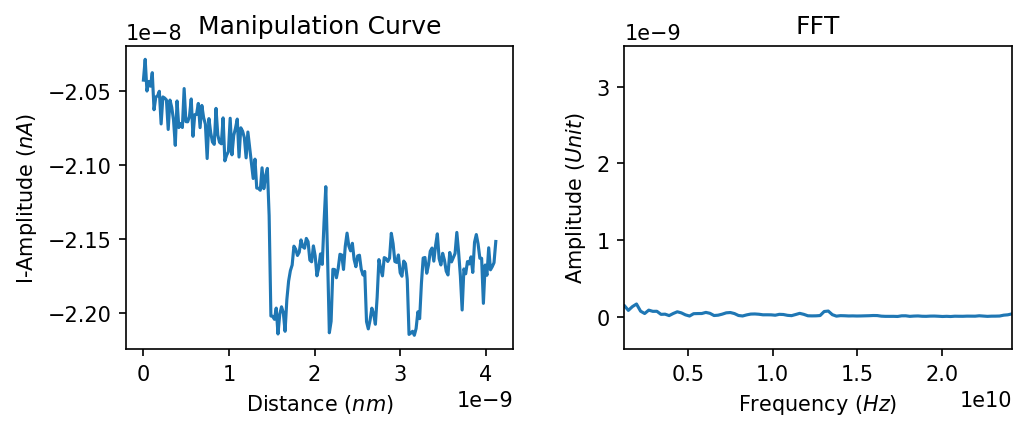 Manipulation Curve
1e−8
I-Amplitude (nA)
−2.05
−2.10
−2.15
−2.20
0 1 2 3 4
1e−9
Distance (nm)
FFT
1e−9
Amplitude (Unit)
3
2
1
0
0.5 1.0 1.5 2.0
1e10
Frequency (Hz)